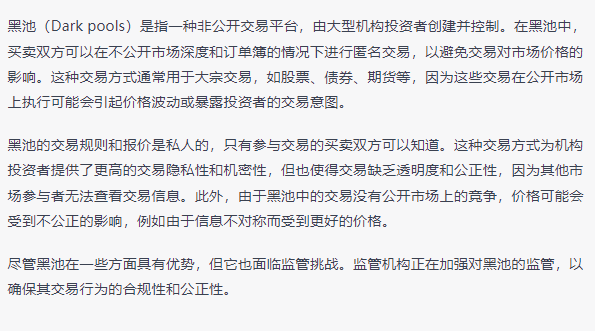 黑池（Dark pools）是指一种非公开交易平台，由大型机构投资者创建并控制。在黑池中，
买卖双方可以在不公开市场深度和订单簿的情况下进行匿名交易，以避免交易对市场价格的
影响。这种交易方式通常用于大宗交易，如股票、债券、期货等，因为这些交易在公开市场
上执行可能会引起价格波动或暴露投资者的交易意图。
黑池的交易规则和报价是私人的，只有参与交易的买卖双方可以知道。这种交易方式为机构
投资者提供了更高的交易隐私性和机密性，但也使得交易缺乏透明度和公正性，因为其他市
场参与者无法查看交易信息。此外，由于黑池中的交易没有公开市场上的竞争，价格可能会
受到不公正的影响，例如由于信息不对称而受到更好的价格。
尽管黑池在一些方面具有优势，但它也面临监管挑战。监管机构正在加强对黑池的监管，以
确保其交易行为的合规性和公正性。